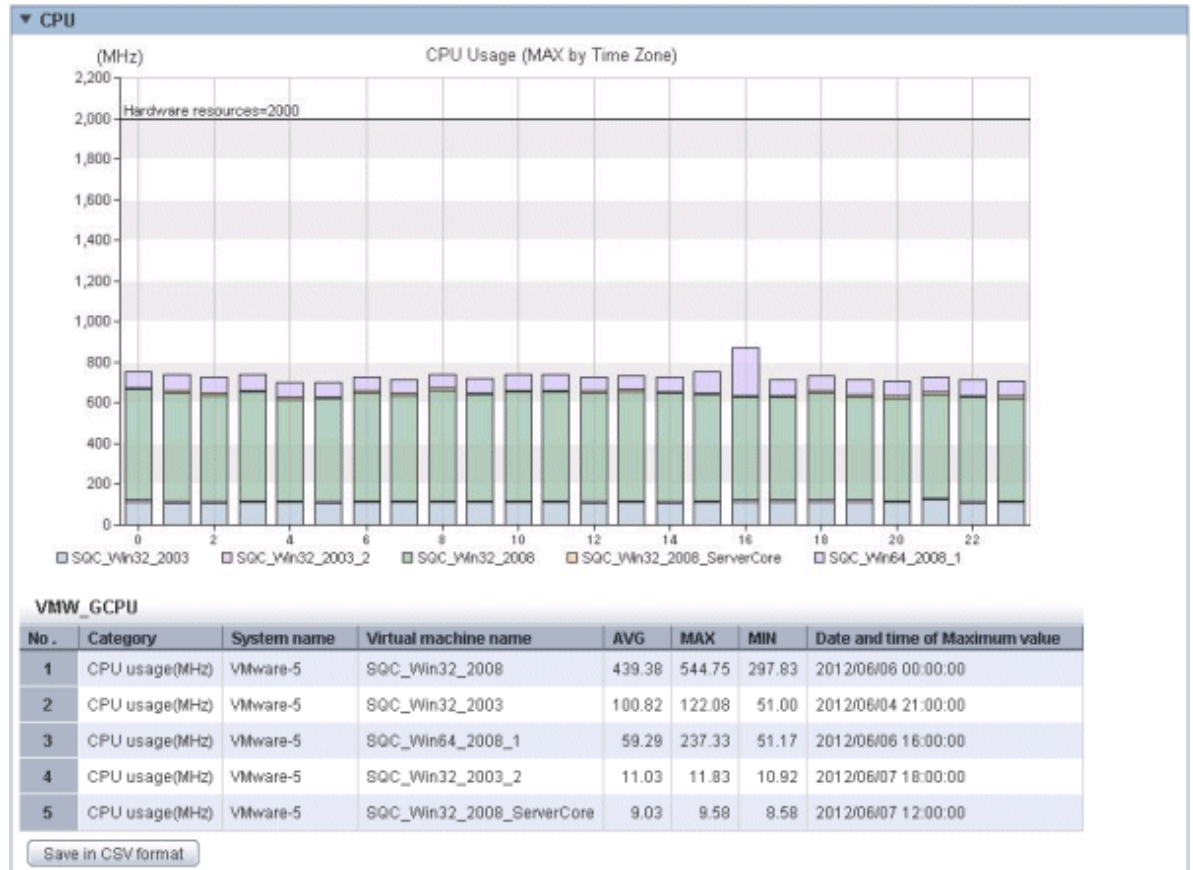 ▼ CPU
(MHz) CPU Usage (MAX by Time Zone)
2,200
Hardware resources=2000
2,000
1,800
1,600
1,400
1,200
1,000
800
600
400
200
0
0 2 4 6 8 10 12 14 16 18 20 22
SQC_Win32_2003 SQC_Win32_2003_2 SQC_Win32_2008 SQC_Win32_2008_ServerCore SQC_Win64_2008_1
VMW_GCPU
No. Category System name Virtual machine name AVG MAX MIN Date and time of Maximum value
1 CPU usage(MHz) VMware-5 SQC_Win32_2008 439.38 544.75 297.83 2012/06/06 00:00:00
2 CPU usage(MHz) VMware-5 SQC_Win32_2003 100.82 122.08 51.00 2012/06/04 21:00:00
3 CPU usage(MHz) VMware-5 SQC_Win64_2008_1 59.29 237.33 51.17 2012/06/06 16:00:00
4 CPU usage(MHz) VMware-5 SQC_Win32_2003_2 11.03 11.83 10.92 2012/06/07 18:00:00
5 CPU usage(MHz) VMware-5 SQC_Win32_2008_ServerCore 9.03 9.58 8.58 2012/06/07 12:00:00
Save in CSV format